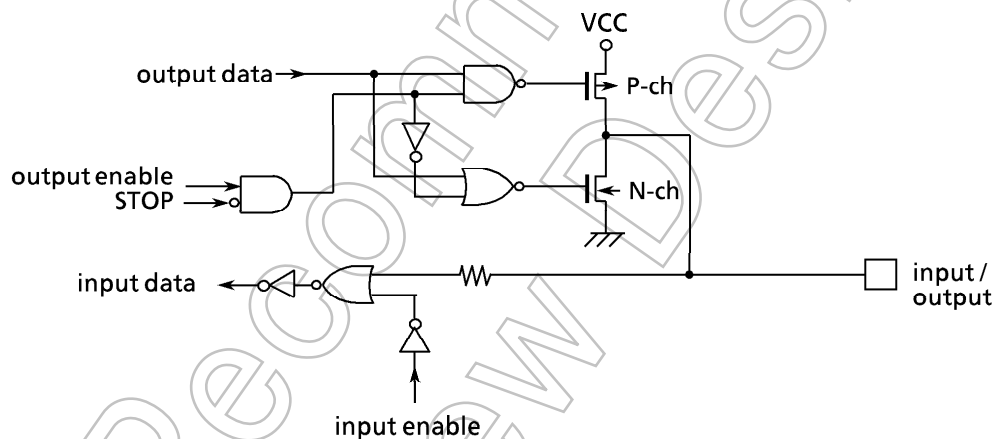 VCC
output data
P-ch
output enable
STOP
N-ch
input data
input /
output
input enable